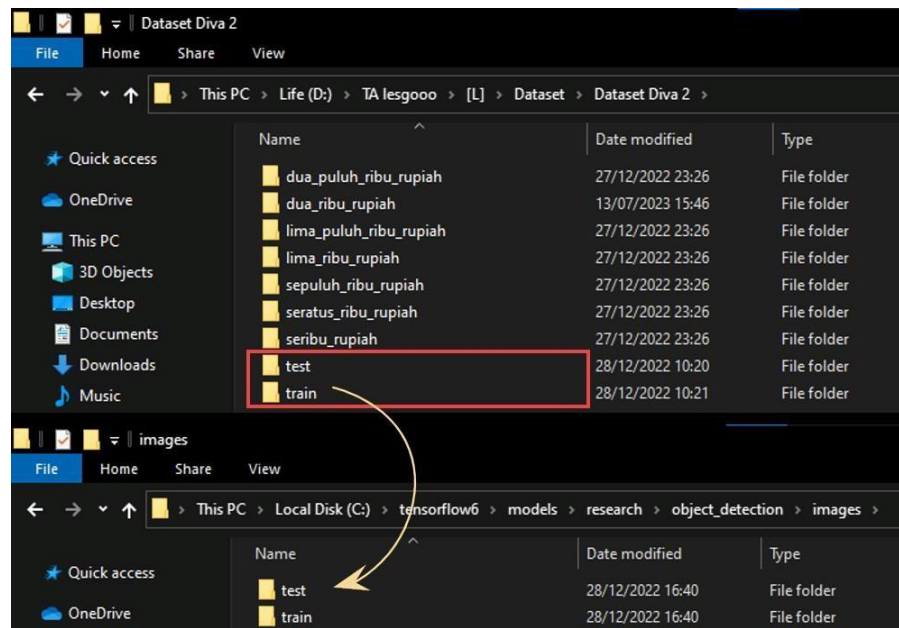 Dataset Diva 2
File Home Share View
This PC > Life (D:) > TA lesgooo > [L] > Dataset > Dataset Diva 2 >
Name Date modified Type
Quick access
OneDrive
This PC
3D Objects
Desktop
Documents
Downloads
Music
dua_puluh_ribu_rupiah 27/12/2022 23:26 File folder
dua_ribu_rupiah 13/07/2023 15:46 File folder
lima_puluh_ribu_rupiah 27/12/2022 23:26 File folder
lima_ribu_rupiah 27/12/2022 23:26 File folder
sepuluh_ribu_rupiah 27/12/2022 23:26 File folder
seratus_ribu_rupiah 27/12/2022 23:26 File folder
seribu_rupiah 27/12/2022 23:26 File folder
test 28/12/2022 10:20 File folder
train 28/12/2022 10:21 File folder
images
File Home Share View
This PC > Local Disk (C:) > tensorflow6 > models > research > object_detection > images >
Name Date modified Type
Quick access
OneDrive
test 28/12/2022 16:40 File folder
train 28/12/2022 16:40 File folder